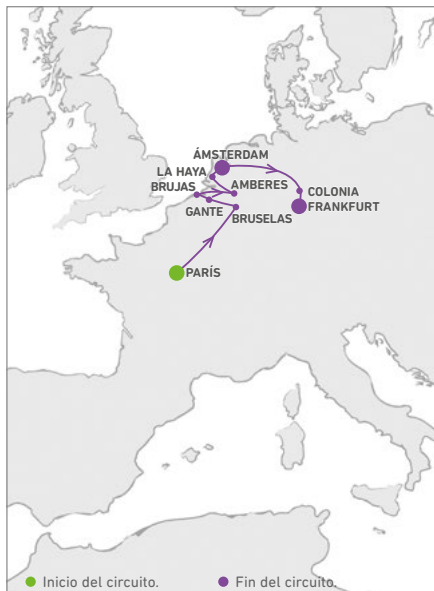 ÁMSTERDAM
LA HAYA
BRUJAS
AMBERES
COLONIA
GANTE
FRANKFURT
BRUSELAS
PARÍS
Inicio del circuito.
Fin del circuito.